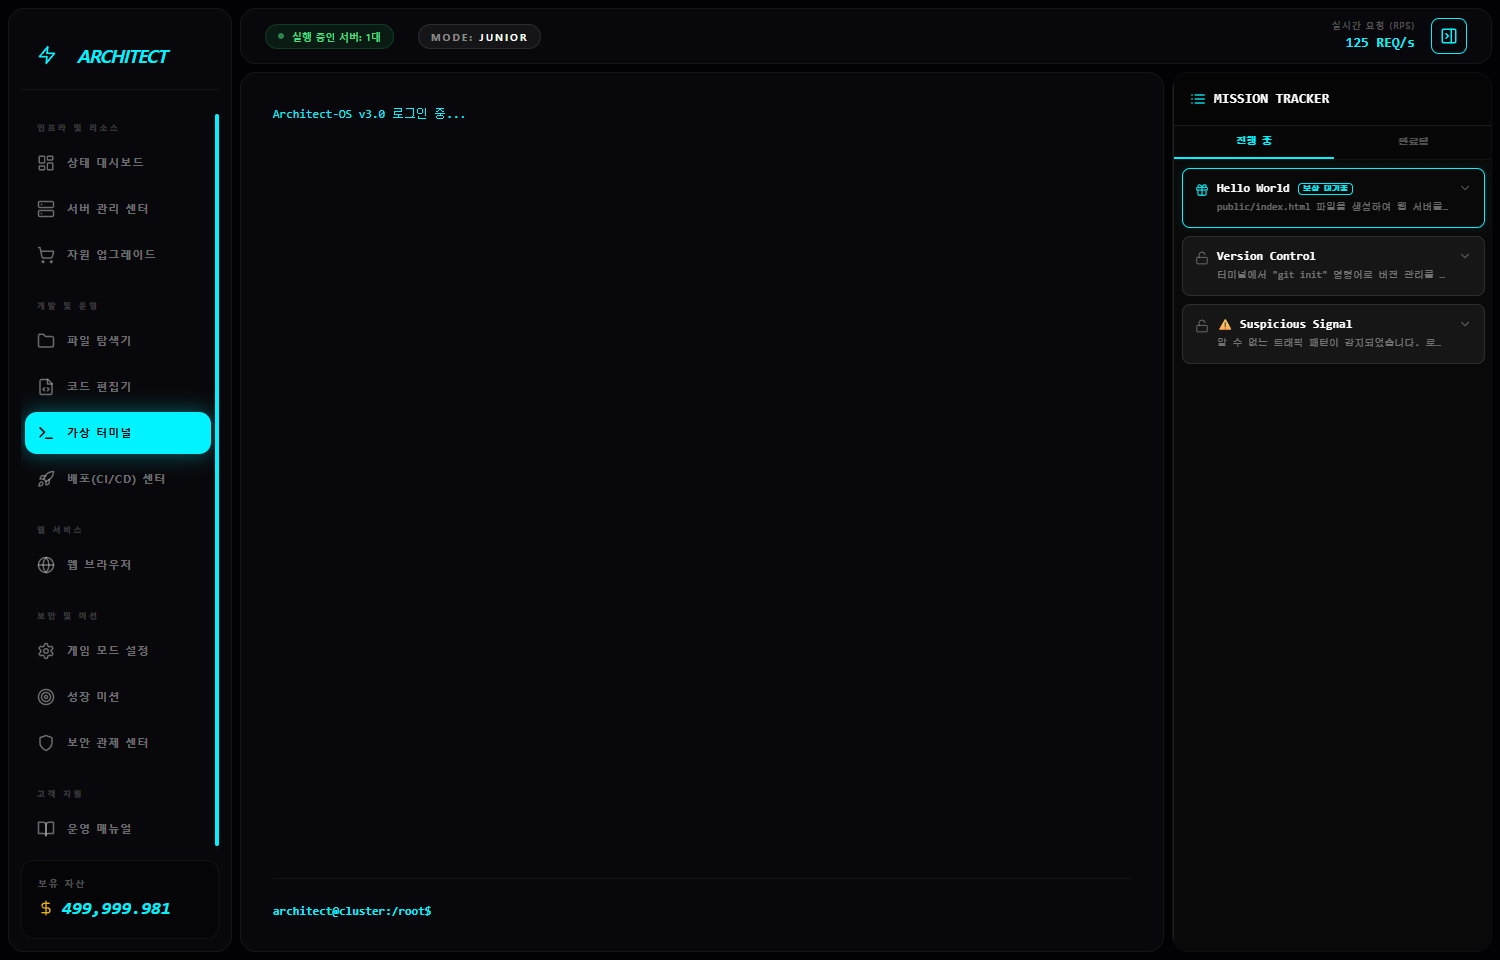 ARCHITECT
인프라 및 리소스
상태 대시보드
서버 관리 센터
자원 업그레이드
개발 및 운영
파일 탐색기
코드 편집기
가상 터미널
배포(CI/CD) 센터
웹 서비스
웹 브라우저
보안 및 미션
게임 모드 설정
성장 미션
보안 관제 센터
고객 지원
운영 매뉴얼
보유 자산
$ 499,999.981
실행 중인 서버: 1대
MODE: JUNIOR
실시간 요청 (RPS)
125 REQ/s
Architect-OS v3.0 로그인 중...
architect@cluster:/root$
MISSION TRACKER
진행 중
완료됨
Hello World 보상 대기중
public/index.html 파일을 생성하여 웹 서버를…
Version Control
터미널에서 "git init" 명령어로 버전 관리를 …
⚠️ Suspicious Signal
알 수 없는 트래픽 패턴이 감지되었습니다. 로…